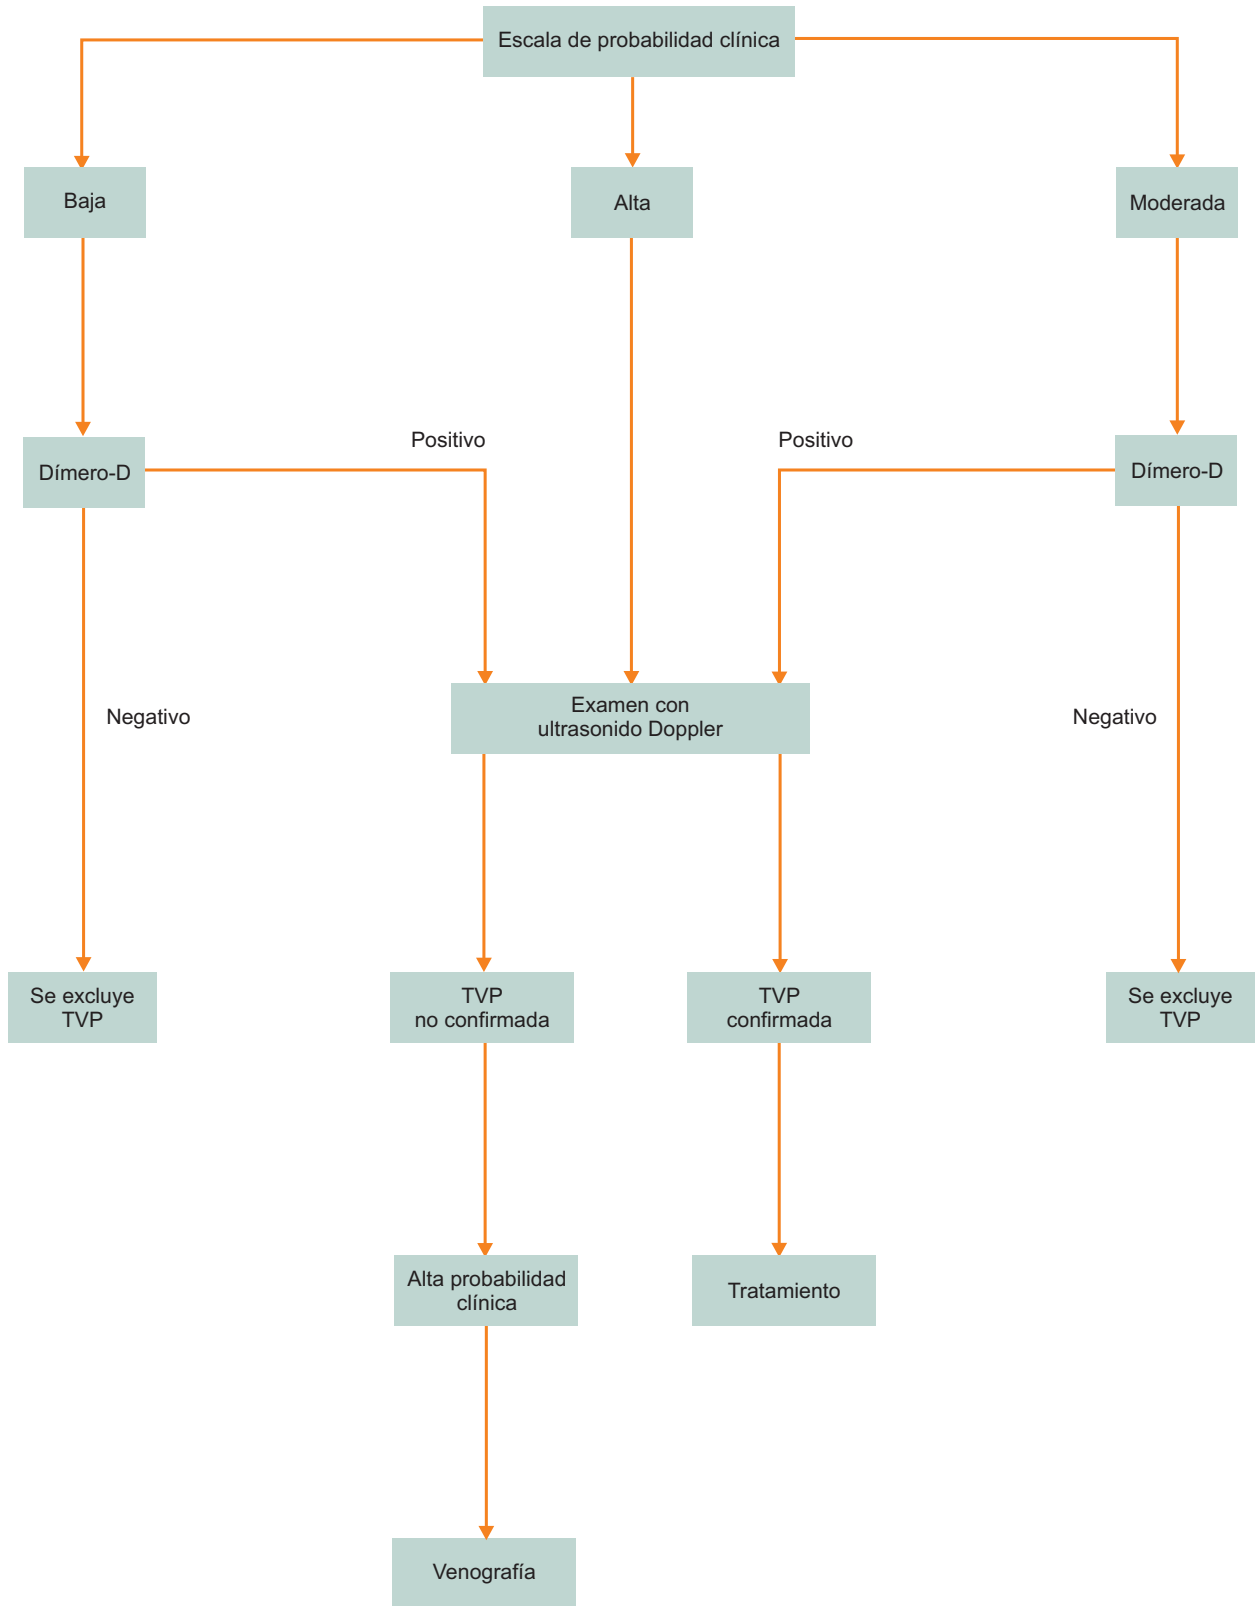 Escala de probabilidad clínica
Baja
Alta
Moderada
Positivo
Positivo
Dímero-D
Dímero-D
Negativo
Examen con
ultrasonido Doppler
Negativo
Se excluye
TVP
TVP
no confirmada
TVP
confirmada
Se excluye
TVP
Alta probabilidad
clínica
Tratamiento
Venografía